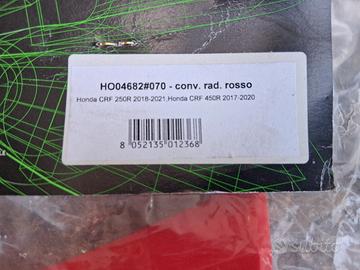 HO04682#070 - conv. rad. rosso
Honda CRF 250R 2018-2021,Honda CRF 450R 2017-2020
8 052135 012368
subito